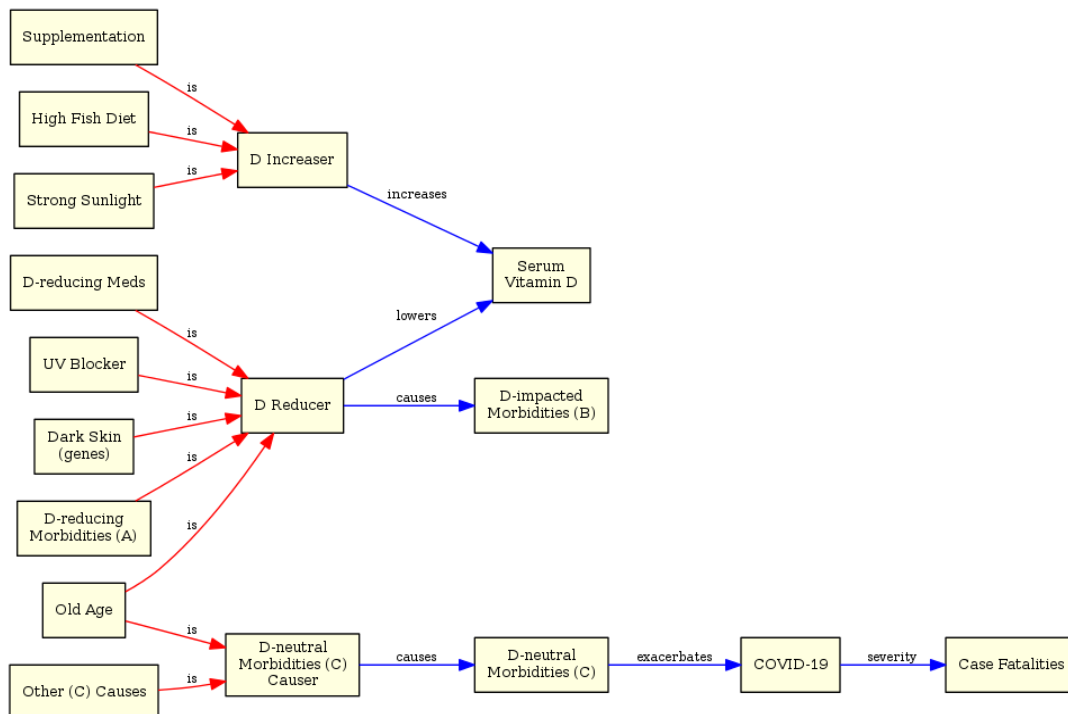 Supplementation
is
High Fish Diet
is
D Increaser
is
Strong Sunlight
increases
Serum
Vitamin D
D-reducing Meds
lowers
is
UV Blocker
is
D Reducer
causes
D-impacted
Morbidities (B)
is
Dark Skin
(genes)
is
D-reducing
Morbidities (A)
is
Old Age
is
D-neutral
Morbidities (C)
Causer
causes
D-neutral
Morbidities (C)
exacerbates
COVID-19
severity
Case Fatalities
is
Other (C) Causes